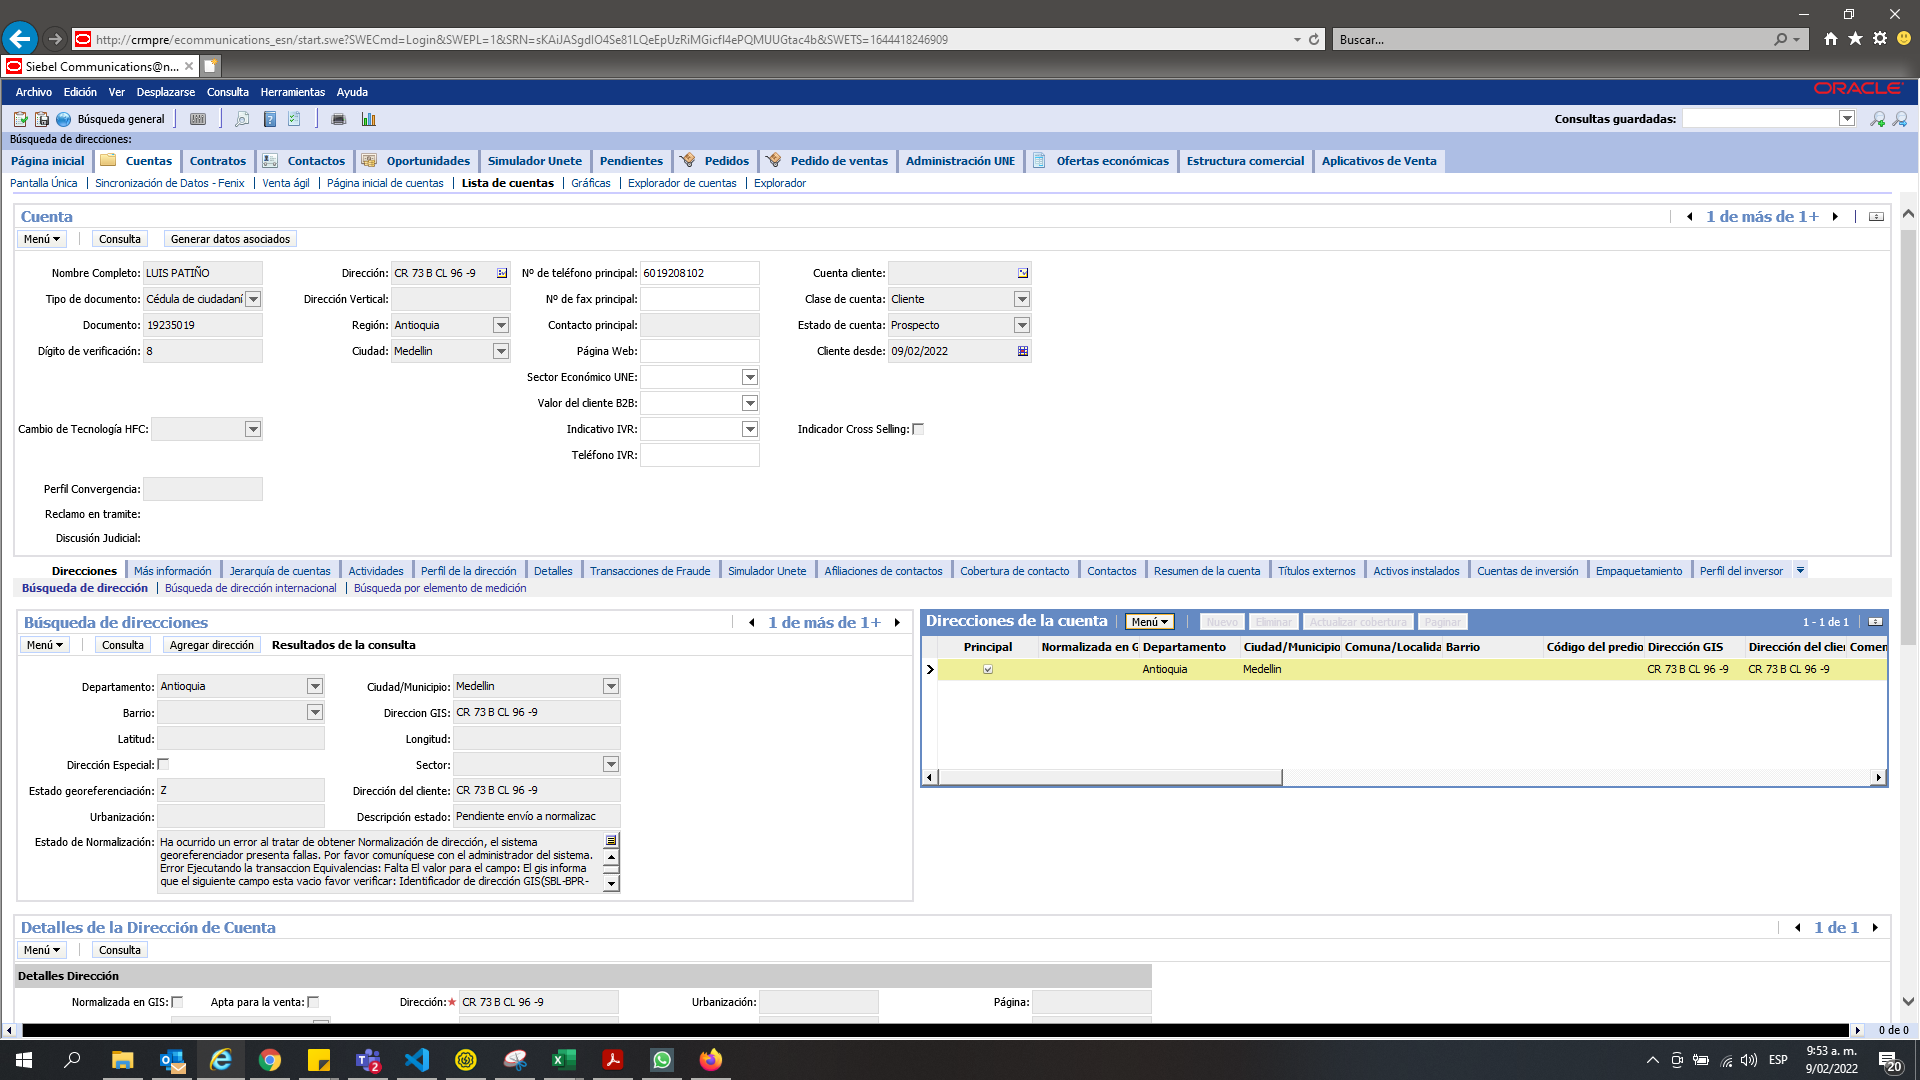 http://crmpre/ecommunications_esn/start.swe?SWECmd=Login&SWEPL=1&SRN=sKAiJASgdIO4Se81LQeEpUzRiMGicfI4ePQMUUGtac4b&SWETS=1644418246909
Buscar...
Siebel Communications@n...
Archivo Edición Ver Desplazarse Consulta Herramientas Ayuda
ORACLE
Búsqueda general
Consultas guardadas:
Búsqueda de direcciones:
Página inicial Cuentas Contratos Contactos Oportunidades Simulador Unete Pendientes Pedidos Pedido de ventas Administración UNE Ofertas económicas Estructura comercial Aplicativos de Venta
Pantalla Única Sincronización de Datos - Fenix Venta ágil Página inicial de cuentas Lista de cuentas Gráficas Explorador de cuentas Explorador
Cuenta
1 de más de 1+
Menú Consulta Generar datos asociados
Nombre Completo: LUIS PATIÑO Dirección: CR 73 B CL 96 -9 Nº de teléfono principal: 6019208102 Cuenta cliente:
Tipo de documento: Cédula de ciudadaní Dirección Vertical: Nº de fax principal: Clase de cuenta: Cliente
Documento: 19235019 Región: Antioquia Contacto principal: Estado de cuenta: Prospecto
Dígito de verificación: 8 Ciudad: Medellin Página Web: Cliente desde: 09/02/2022
Sector Económico UNE:
Valor del cliente B2B:
Cambio de Tecnología HFC: Indicativo IVR: Indicador Cross Selling:
Teléfono IVR:
Perfil Convergencia:
Reclamo en tramite:
Discusión Judicial:
Direcciones Más información Jerarquía de cuentas Actividades Perfil de la dirección Detalles Transacciones de Fraude Simulador Unete Afiliaciones de contactos Cobertura de contacto Contactos Resumen de la cuenta Títulos externos Activos instalados Cuentas de inversión Empaquetamiento Perfil del inversor
Búsqueda de dirección Búsqueda de dirección internacional Búsqueda por elemento de medición
Búsqueda de direcciones
1 de más de 1+
Menú Consulta Agregar dirección Resultados de la consulta
Departamento: Antioquia Ciudad/Municipio: Medellin
Barrio: Direccion GIS: CR 73 B CL 96 -9
Latitud: Longitud:
Dirección Especial: Sector:
Estado georeferenciación: Z Dirección del cliente: CR 73 B CL 96 -9
Urbanización: Descripción estado: Pendiente envío a normalizac
Estado de Normalización: Ha ocurrido un error al tratar de obtener Normalización de dirección, el sistema
georeferenciador presenta fallas. Por favor comuníquese con el administrador del sistema.
Error Ejecutando la transaccion Equivalencias: Falta El valor para el campo: El gis informa
que el siguiente campo esta vacio favor verificar: Identificador de dirección GIS(SBL-BPR-
Direcciones de la cuenta Menú Nuevo Eliminar Actualizar cobertura Paginar 1 - 1 de 1
Principal Normalizada en G Departamento Ciudad/Municipio Comuna/Localida Barrio Código del predio Dirección GIS Dirección del clier Comen
Antioquia Medellin CR 73 B CL 96 -9 CR 73 B CL 96 -9
Detalles de la Dirección de Cuenta
1 de 1
Menú Consulta
Detalles Dirección
Normalizada en GIS: Apta para la venta: Dirección:* CR 73 B CL 96 -9 Urbanización: Página:
0 de 0
2
ESP
9:53 a. m.
9/02/2022
20